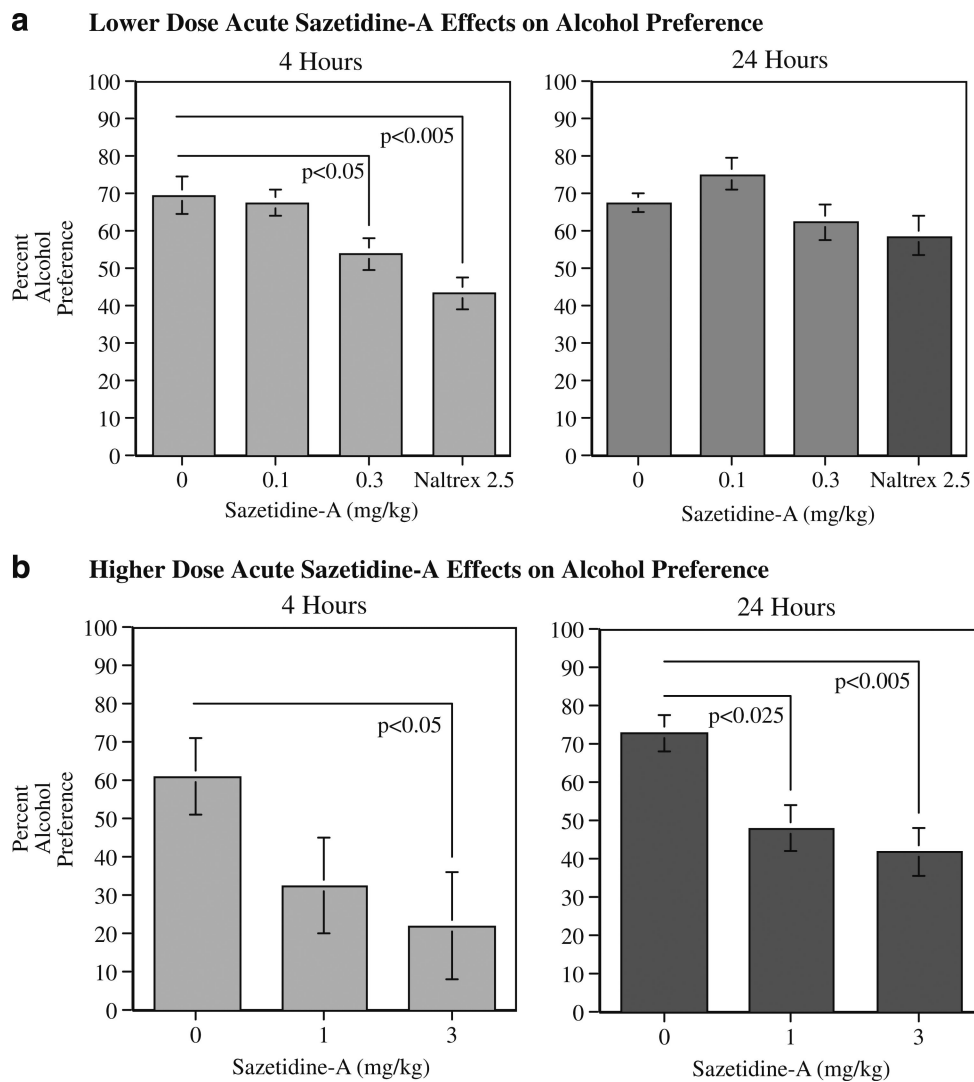 a Lower Dose Acute Sazetidine-A Effects on Alcohol Preference
4 Hours
100
90
80
70
60
50
40
30
20
10
0
Percent
Alcohol
Preference
p<0.005
p<0.05
0 0.1 0.3 Naltrex 2.5
Sazetidine-A (mg/kg)
24 Hours
100
90
80
70
60
50
40
30
20
10
0
0 0.1 0.3 Naltrex 2.5
Sazetidine-A (mg/kg)
b Higher Dose Acute Sazetidine-A Effects on Alcohol Preference
4 Hours
100
90
80
70
60
50
40
30
20
10
0
Percent
Alcohol
Preference
p<0.05
0 1 3
Sazetidine-A (mg/kg)
24 Hours
100
90
80
70
60
50
40
30
20
10
0
p<0.005
p<0.025
0 1 3
Sazetidine-A (mg/kg)